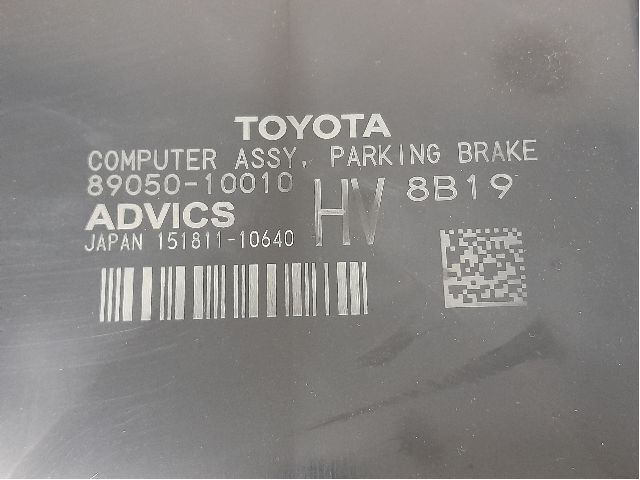 TOYOTA
COMPUTER ASSY, PARKING BRAKE
89050-10010 HV 8B19
ADVICS
JAPAN 151811-10640